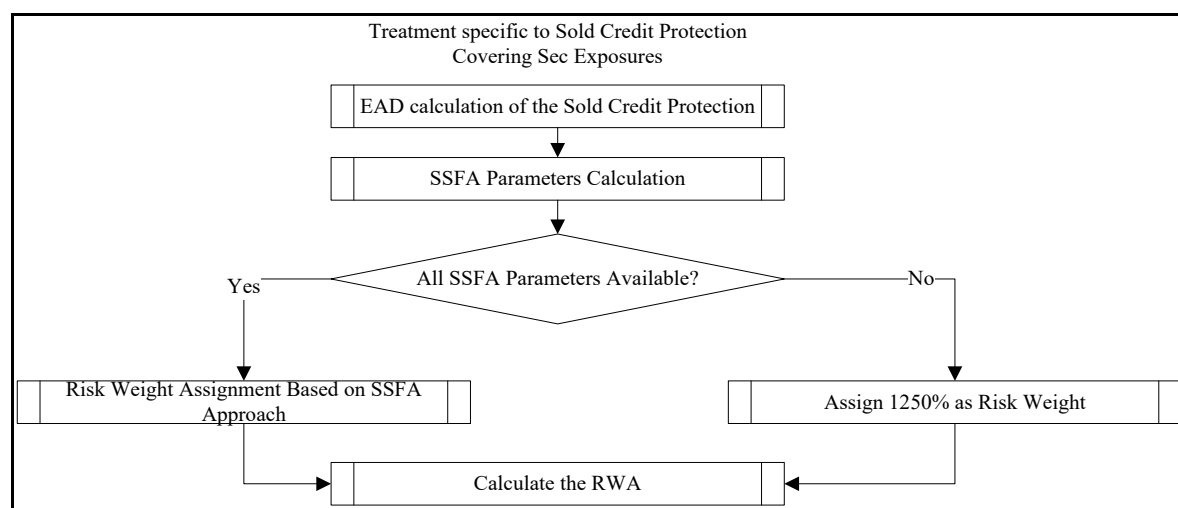 Treatment specific to Sold Credit Protection
Covering Sec Exposures
EAD calculation of the Sold Credit Protection
SSFA Parameters Calculation
All SSFA Parameters Available?
Yes
No
Risk Weight Assignment Based on SSFA
Approach
Assign 1250% as Risk Weight
Calculate the RWA